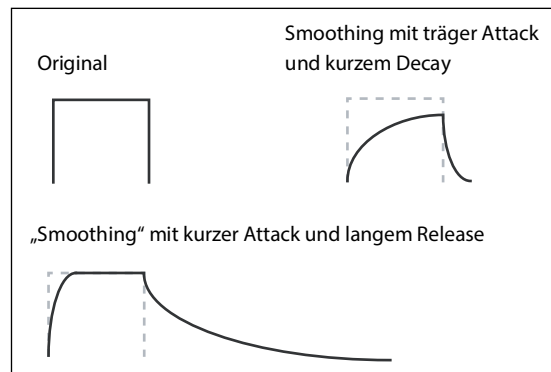 Original
Smoothing mit träger Attack
und kurzem Decay
„Smoothing“ mit kurzer Attack und langem Release